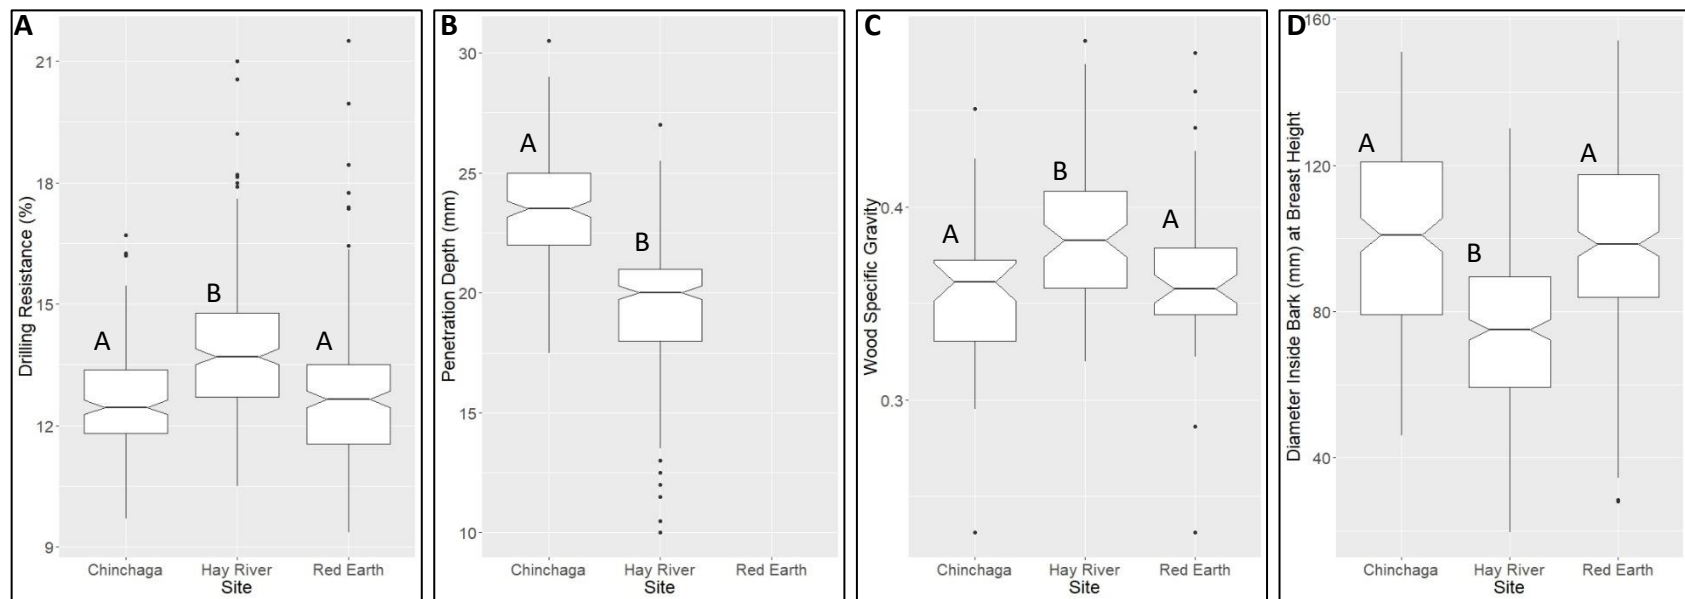 A
Drilling Resistance (%)
21
18
15
12
9
A
B
A
Chinchaga Hay River Red Earth
Site
B
Penetration Depth (mm)
30
25
20
15
10
A
B
Chinchaga Hay River Red Earth
Site
C
Wood Specific Gravity
0.4
0.3
A
B
A
Chinchaga Hay River Red Earth
Site
D
Diameter Inside Bark (mm) at Breast Height
160
120
80
40
A
B
A
Chinchaga Hay River Red Earth
Site